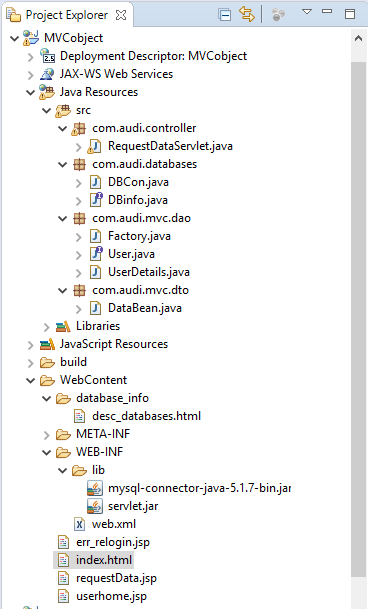 Project Explorer
MVCobject
Deployment Descriptor: MVCobject
JAX-WS Web Services
Java Resources
src
com.audi.controller
RequestDataServlet.java
com.audi.databases
DBCon.java
DBinfo.java
com.audi.mvc.dao
Factory.java
User.java
UserDetails.java
com.audi.mvc.dto
DataBean.java
Libraries
JavaScript Resources
build
WebContent
database_info
desc_databases.html
META-INF
WEB-INF
lib
mysql-connector-java-5.1.7-bin.jar
servlet.jar
web.xml
err_relogin.jsp
index.html
requestData.jsp
userhome.jsp